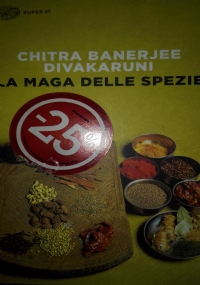 SUPER ET
CHITRA BANERJEE
DIVAKARUNI
LA MAGA DELLE SPEZIE
-25